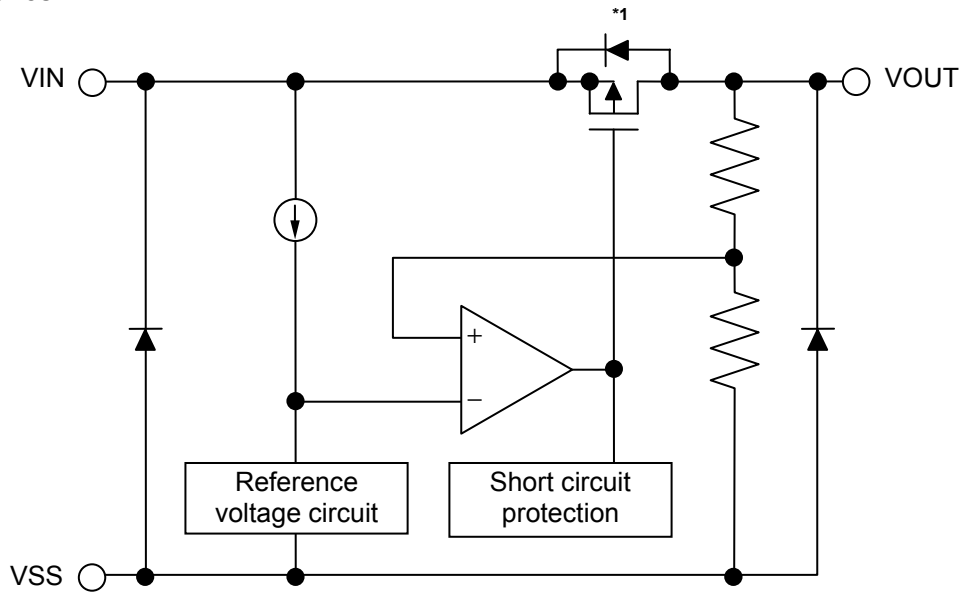 *1
VIN
VOUT
+
−
Reference
voltage circuit
Short circuit
protection
VSS